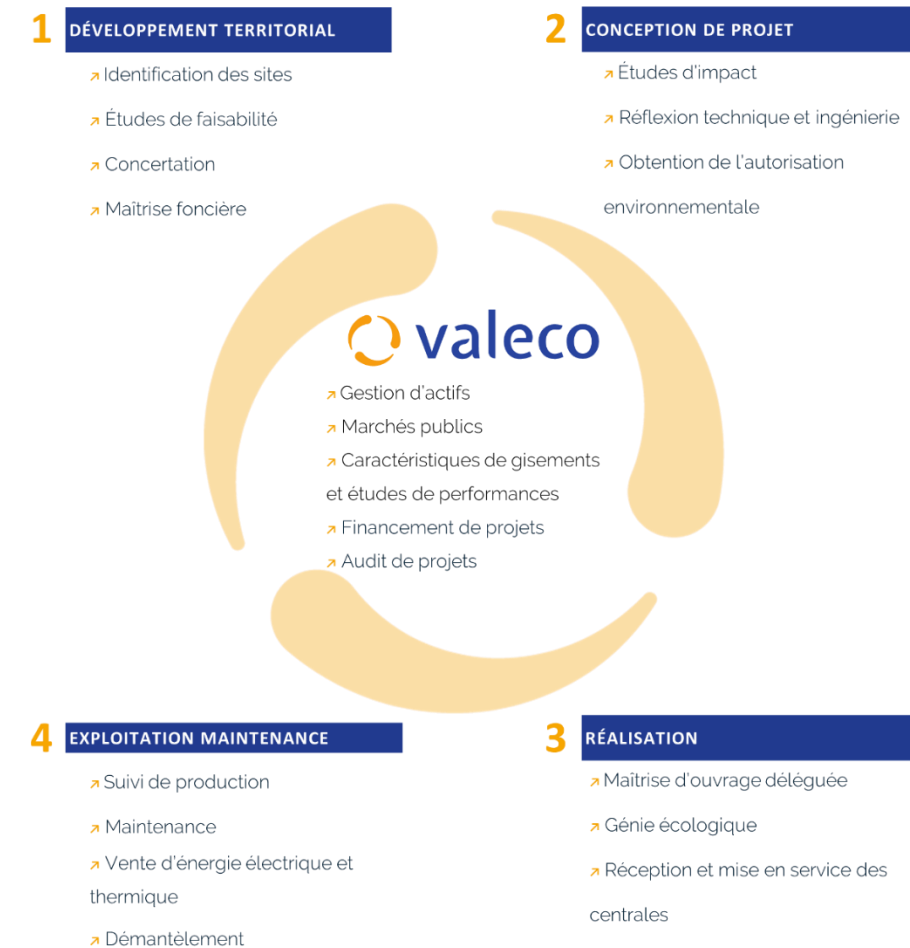 1 DÉVELOPPEMENT TERRITORIAL
↗ Identification des sites
↗ Études de faisabilité
↗ Concertation
↗ Maîtrise foncière
2 CONCEPTION DE PROJET
↗ Études d'impact
↗ Réflexion technique et ingénierie
↗ Obtention de l'autorisation
environnementale
valeco
↗ Gestion d'actifs
↗ Marchés publics
↗ Caractéristiques de gisements
et études de performances
↗ Financement de projets
↗ Audit de projets
4 EXPLOITATION MAINTENANCE
↗ Suivi de production
↗ Maintenance
↗ Vente d'énergie électrique et
thermique
↗ Démantèlement
3 RÉALISATION
↗ Maîtrise d'ouvrage déléguée
↗ Génie écologique
↗ Réception et mise en service des
centrales